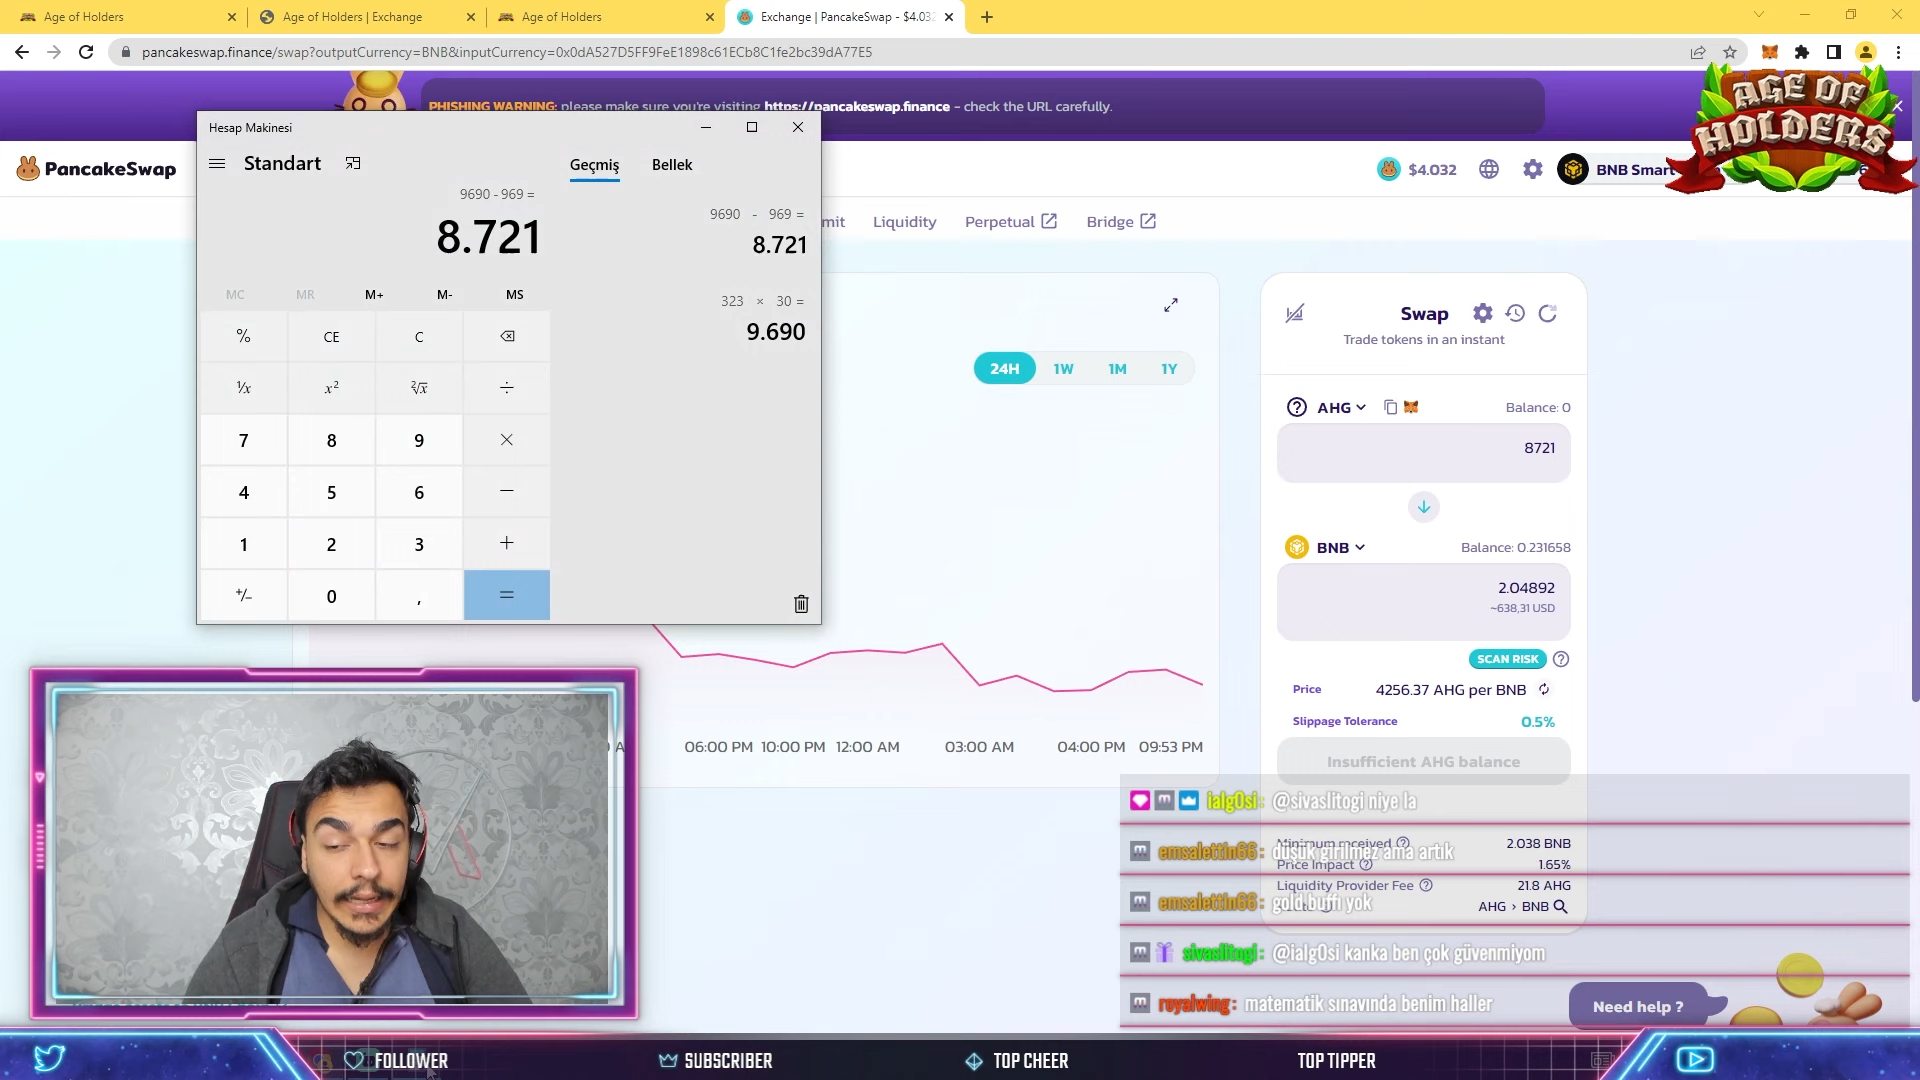 Age of Holders
Age of Holders | Exchange
Age of Holders
Exchange | PancakeSwap - $4.032
pancakeswap.finance/swap?outputCurrency=BNB&inputCurrency=0x0dA527D5FF9FeE1898c61ECb8C1fe2bc39dA77E5
PHISHING WARNING: please make sure you're visiting https://pancakeswap.finance - check the URL carefully.
AGE OF
HOLDERS
PancakeSwap
$4.032
BNB Smart
mit
Liquidity
Perpetual
Bridge
Hesap Makinesi
Standart
Geçmiş
Bellek
9690 - 969 =
8.721
9690 - 969 =
8.721
323 × 30 =
9.690
MC MR M+ M- MS
% CE C
¹/x x² ²√x ÷
7 8 9 ×
4 5 6 −
1 2 3 +
+/− 0 , =
24H 1W 1M 1Y
06:00 PM 10:00 PM 12:00 AM 03:00 AM 04:00 PM 09:53 PM
Swap
Trade tokens in an instant
AHG
Balance: 0
8721
BNB
Balance: 0.231658
2.04892
~638,31 USD
SCAN RISK
Price 4256.37 AHG per BNB
Slippage Tolerance 0.5%
Insufficient AHG balance
Minimum received 2.038 BNB
Price Impact 1.65%
Liquidity Provider Fee 21.8 AHG
AHG > BNB
ialg0si: @sivaslitogi niye la
emsalettin66: düşük girilmez ama artık
emsalettin66: gold buffı yok
sivaslitogi: @ialg0si kanka ben çok güvenmiyom
royalwing: matematik sınavında benim haller
Need help ?
FOLLOWER
SUBSCRIBER
TOP CHEER
TOP TIPPER